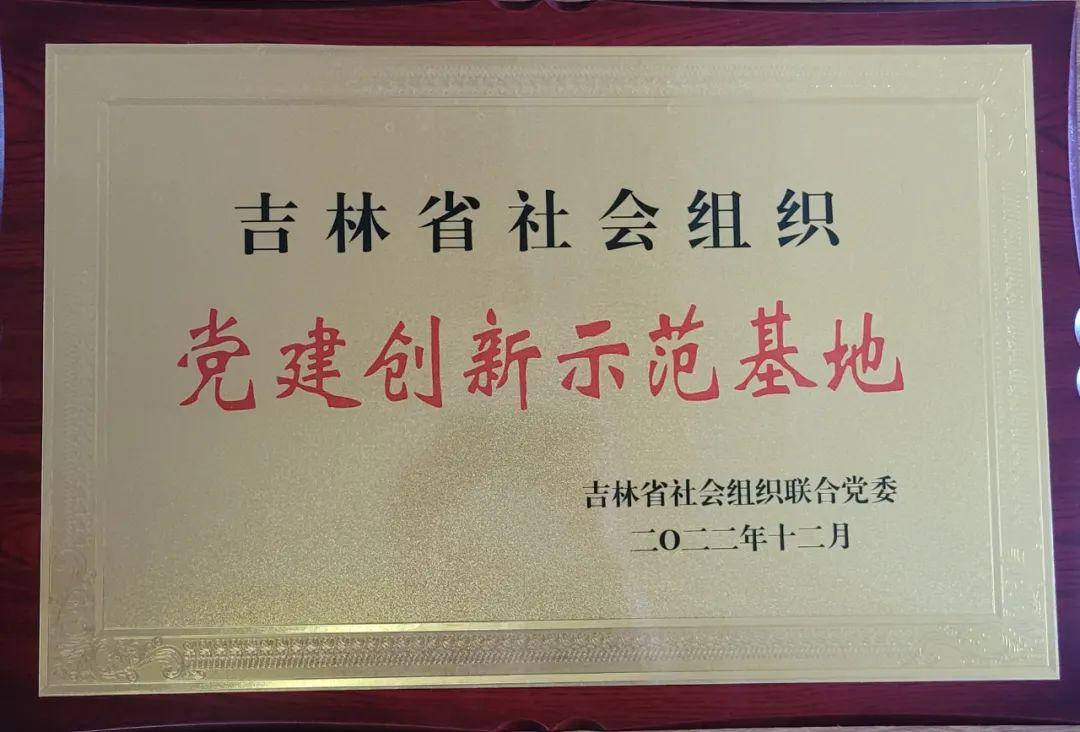 吉林省社会组织
党建创新示范基地
吉林省社会组织联合党委
二〇二二年十二月